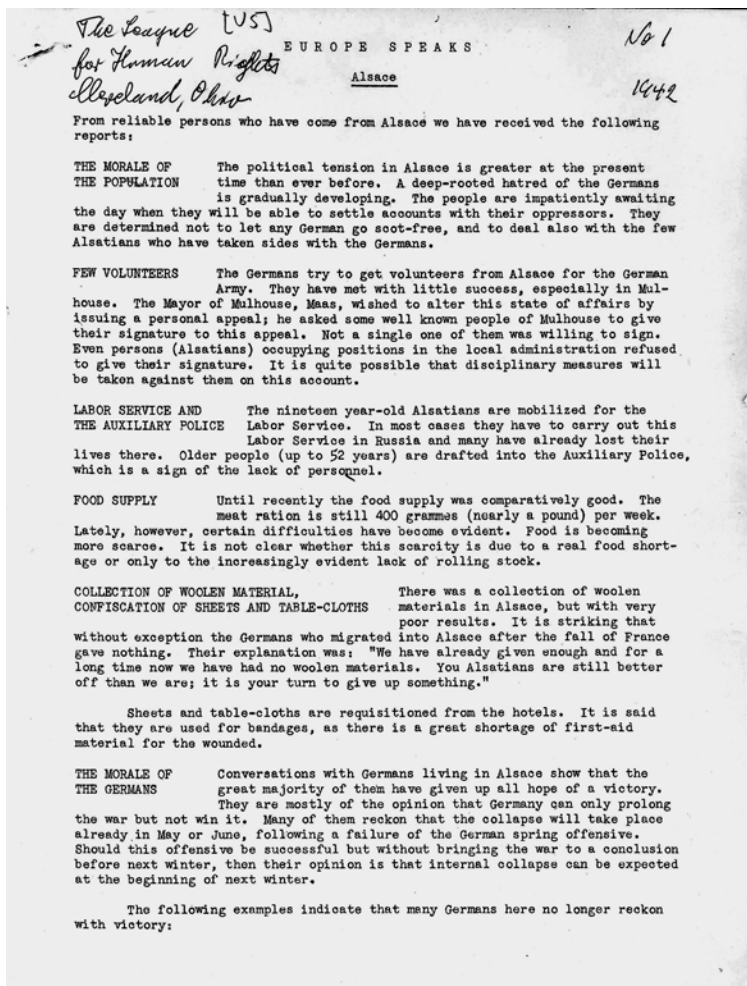 The League [US]
for Human Rights
Cleveland, Ohio
No 1
1942
EUROPE SPEAKS
Alsace
From reliable persons who have come from Alsace we have received the following
reports:
THE MORALE OF The political tension in Alsace is greater at the present
THE POPULATION time than ever before. A deep-rooted hatred of the Germans
is gradually developing. The people are impatiently awaiting
the day when they will be able to settle accounts with their oppressors. They
are determined not to let any German go scot-free, and to deal also with the few
Alsatians who have taken sides with the Germans.
FEW VOLUNTEERS The Germans try to get volunteers from Alsace for the German
Army. They have met with little success, especially in Mul-
house. The Mayor of Mulhouse, Maas, wished to alter this state of affairs by
issuing a personal appeal; he asked some well known people of Mulhouse to give
their signature to this appeal. Not a single one of them was willing to sign.
Even persons (Alsatians) occupying positions in the local administration refused
to give their signature. It is quite possible that disciplinary measures will
be taken against them on this account.
LABOR SERVICE AND The nineteen year-old Alsatians are mobilized for the
THE AUXILIARY POLICE Labor Service. In most cases they have to carry out this
Labor Service in Russia and many have already lost their
lives there. Older people (up to 52 years) are drafted into the Auxiliary Police,
which is a sign of the lack of personnel.
FOOD SUPPLY Until recently the food supply was comparatively good. The
meat ration is still 400 grammes (nearly a pound) per week.
Lately, however, certain difficulties have become evident. Food is becoming
more scarce. It is not clear whether this scarcity is due to a real food short-
age or only to the increasingly evident lack of rolling stock.
COLLECTION OF WOOLEN MATERIAL, There was a collection of woolen
CONFISCATION OF SHEETS AND TABLE-CLOTHS materials in Alsace, but with very
poor results. It is striking that
without exception the Germans who migrated into Alsace after the fall of France
gave nothing. Their explanation was: "We have already given enough and for a
long time now we have had no woolen materials. You Alsatians are still better
off than we are; it is your turn to give up something."
Sheets and table-cloths are requisitioned from the hotels. It is said
that they are used for bandages, as there is a great shortage of first-aid
material for the wounded.
THE MORALE OF Conversations with Germans living in Alsace show that the
THE GERMANS great majority of them have given up all hope of a victory.
They are mostly of the opinion that Germany can only prolong
the war but not win it. Many of them reckon that the collapse will take place
already in May or June, following a failure of the German spring offensive.
Should this offensive be successful but without bringing the war to a conclusion
before next winter, then their opinion is that internal collapse can be expected
at the beginning of next winter.
The following examples indicate that many Germans here no longer reckon
with victory: